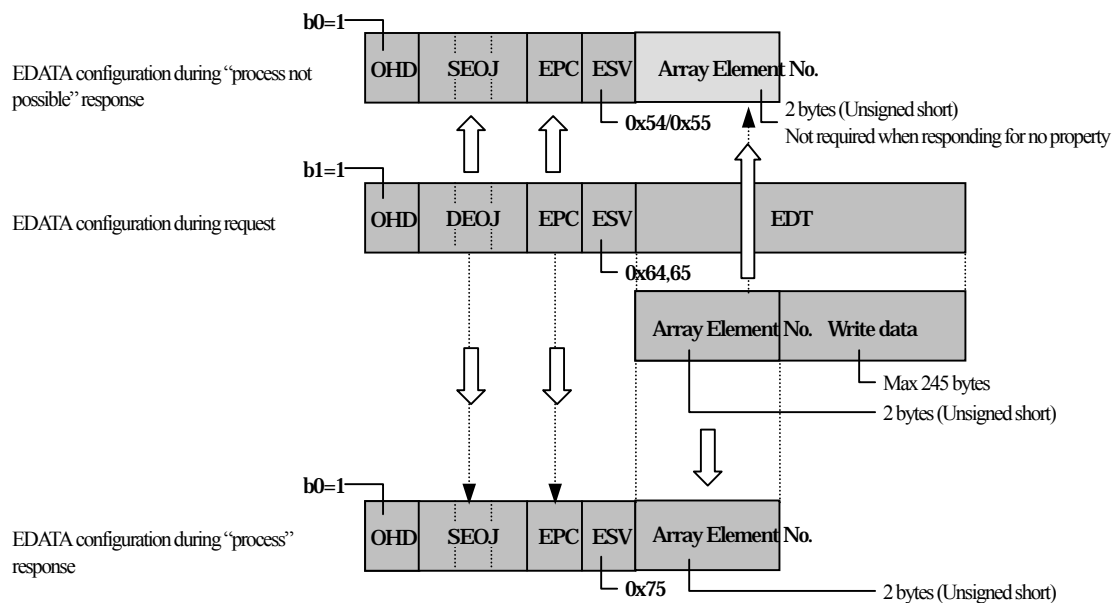 b0=1
EDATA configuration during “process not
possible” response
OHD SEOJ EPC ESV Array Element No.
0x54/0x55
2 bytes (Unsigned short)
Not required when responding for no property
b1=1
EDATA configuration during request
OHD DEOJ EPC ESV EDT
0x64,65
Array Element No. Write data
Max 245 bytes
2 bytes (Unsigned short)
b0=1
EDATA configuration during “process”
response
OHD SEOJ EPC ESV Array Element No.
0x75
2 bytes (Unsigned short)